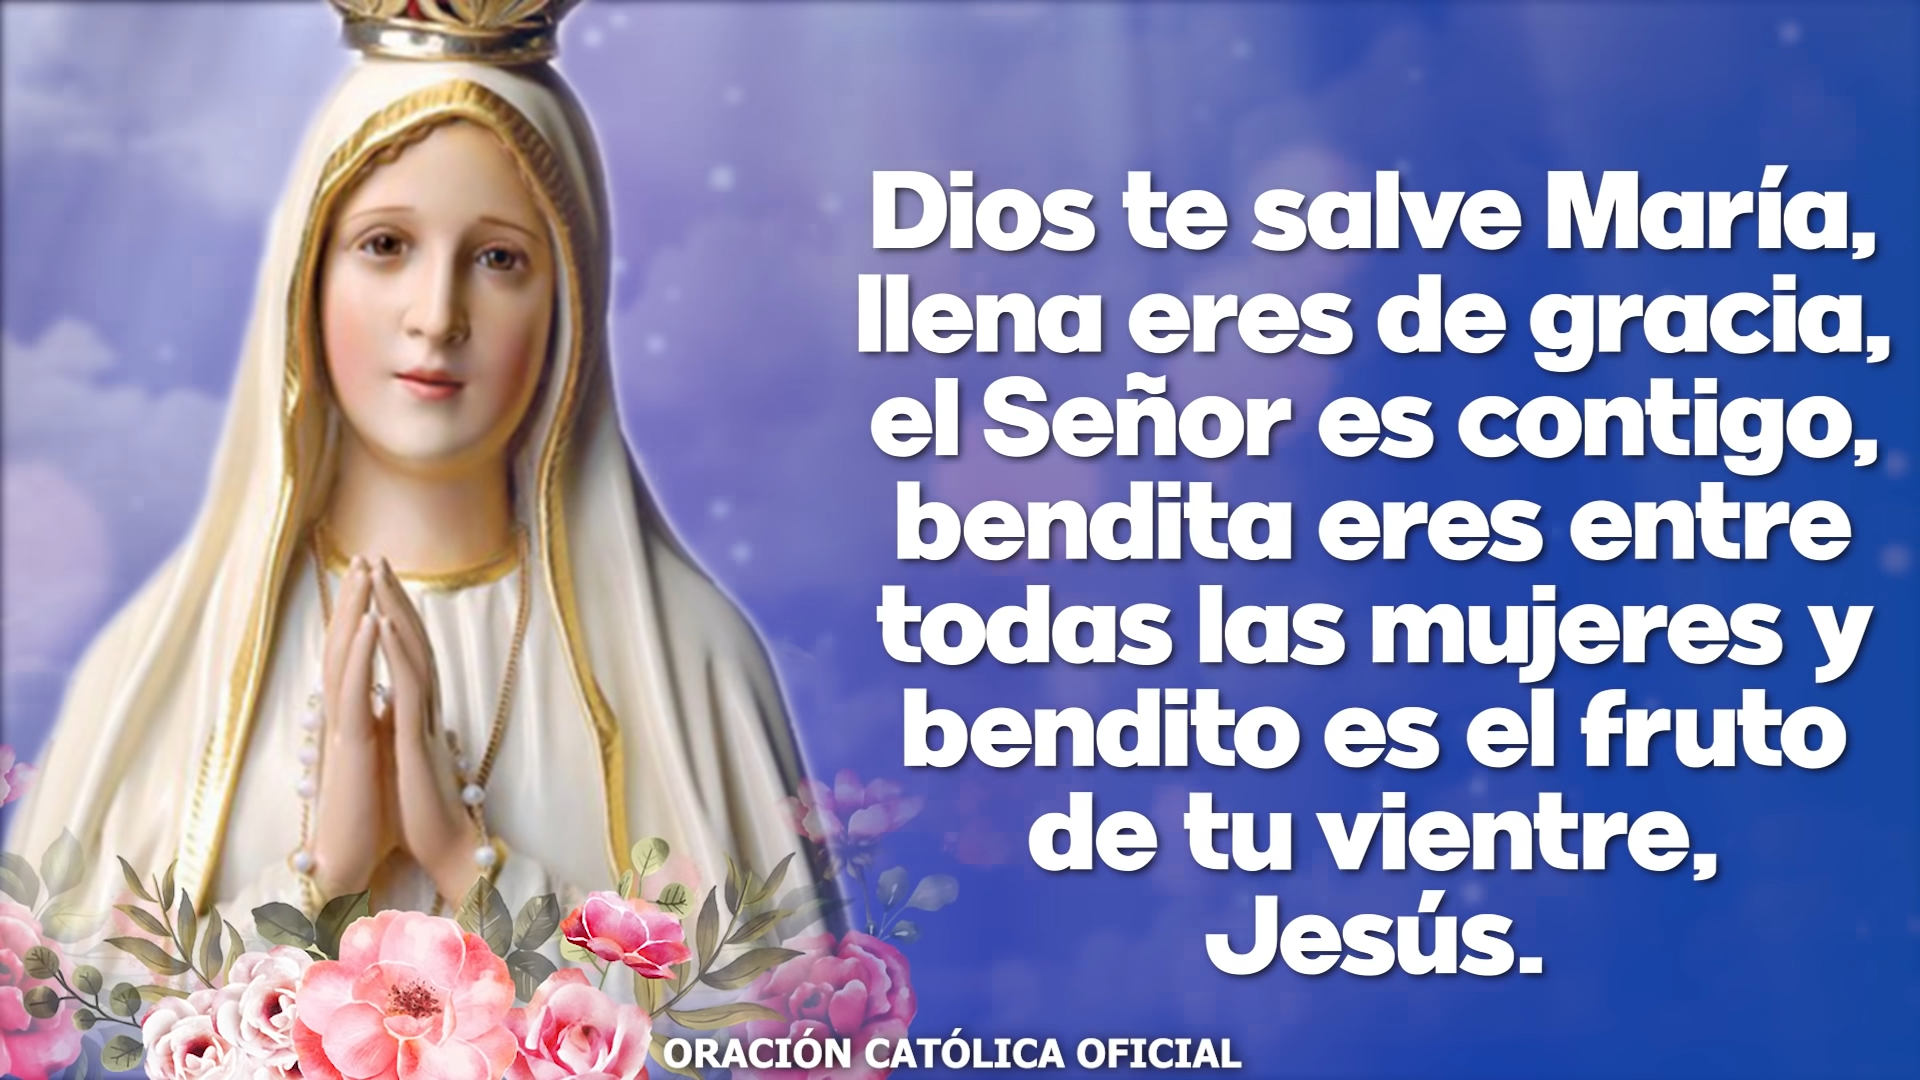 Dios te salve María,
llena eres de gracia,
el Señor es contigo,
bendita eres entre
todas las mujeres y
bendito es el fruto
de tu vientre,
Jesús.
ORACIÓN CATÓLICA OFICIAL